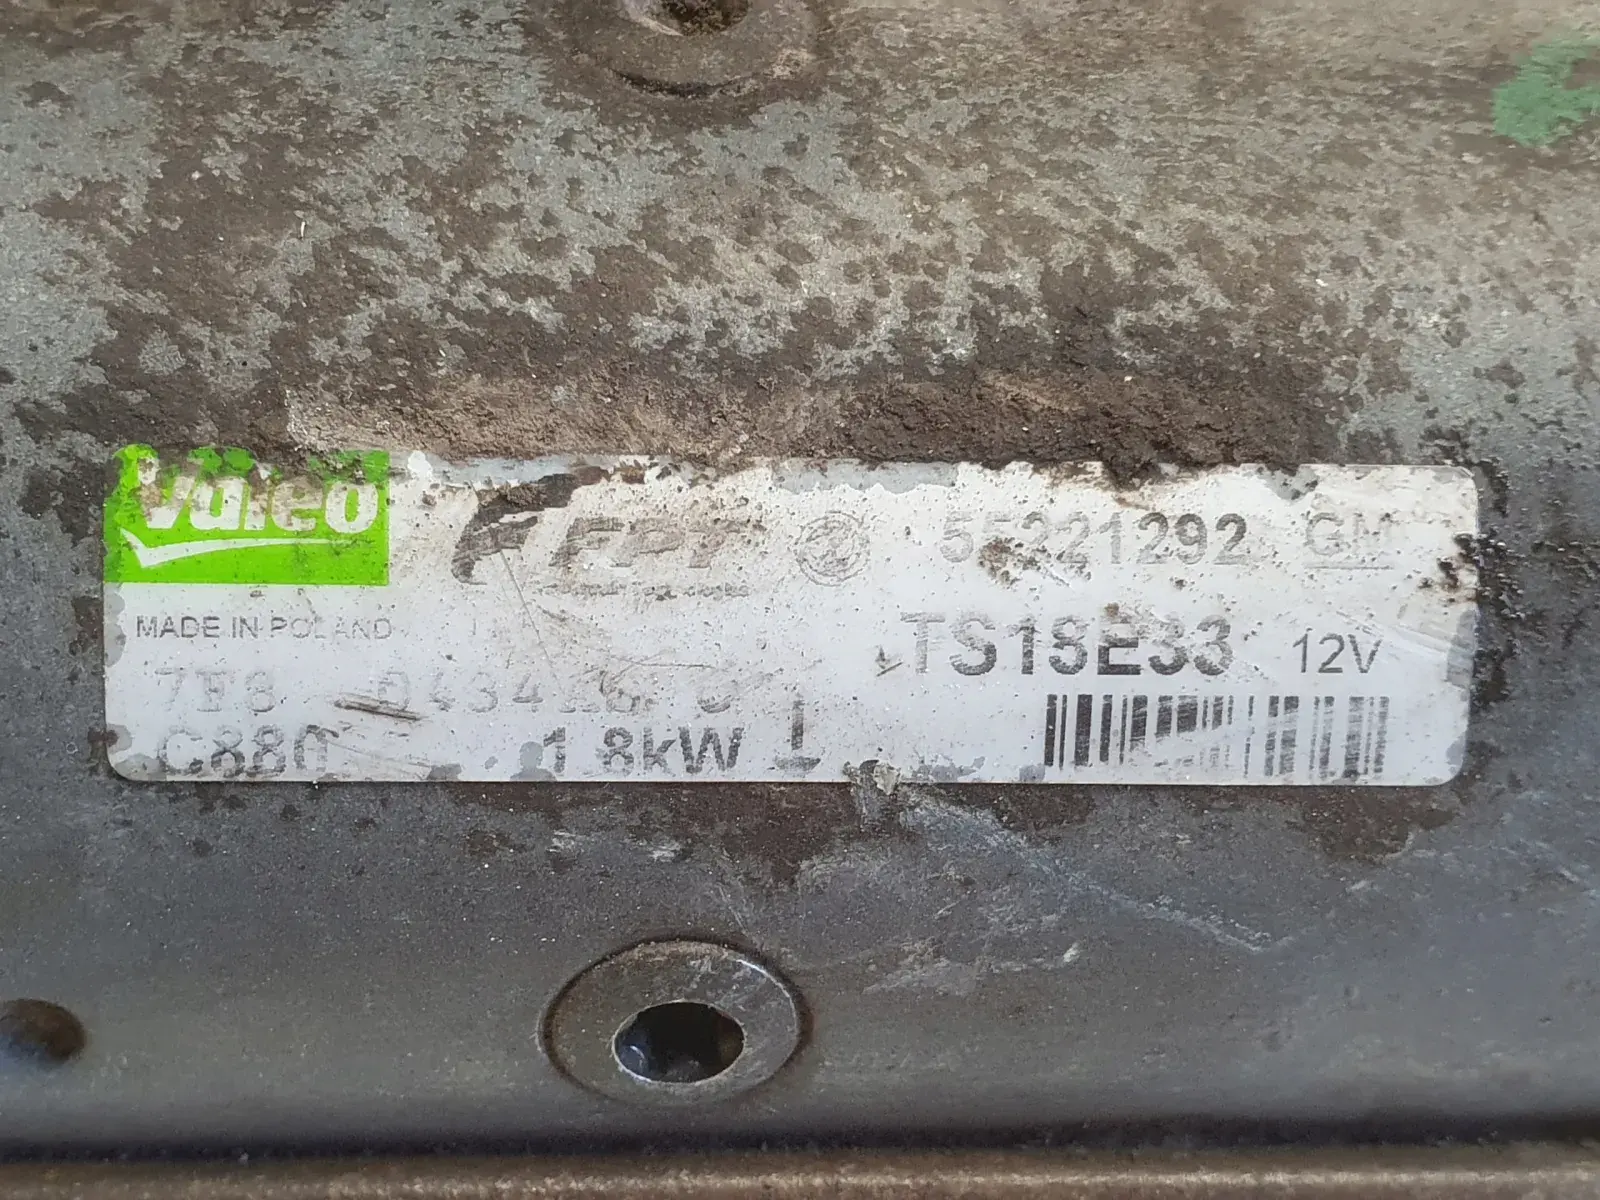 Valeo FPT 55221292 GM
MADE IN POLAND
TS18E33 12V
C880 1.8kW